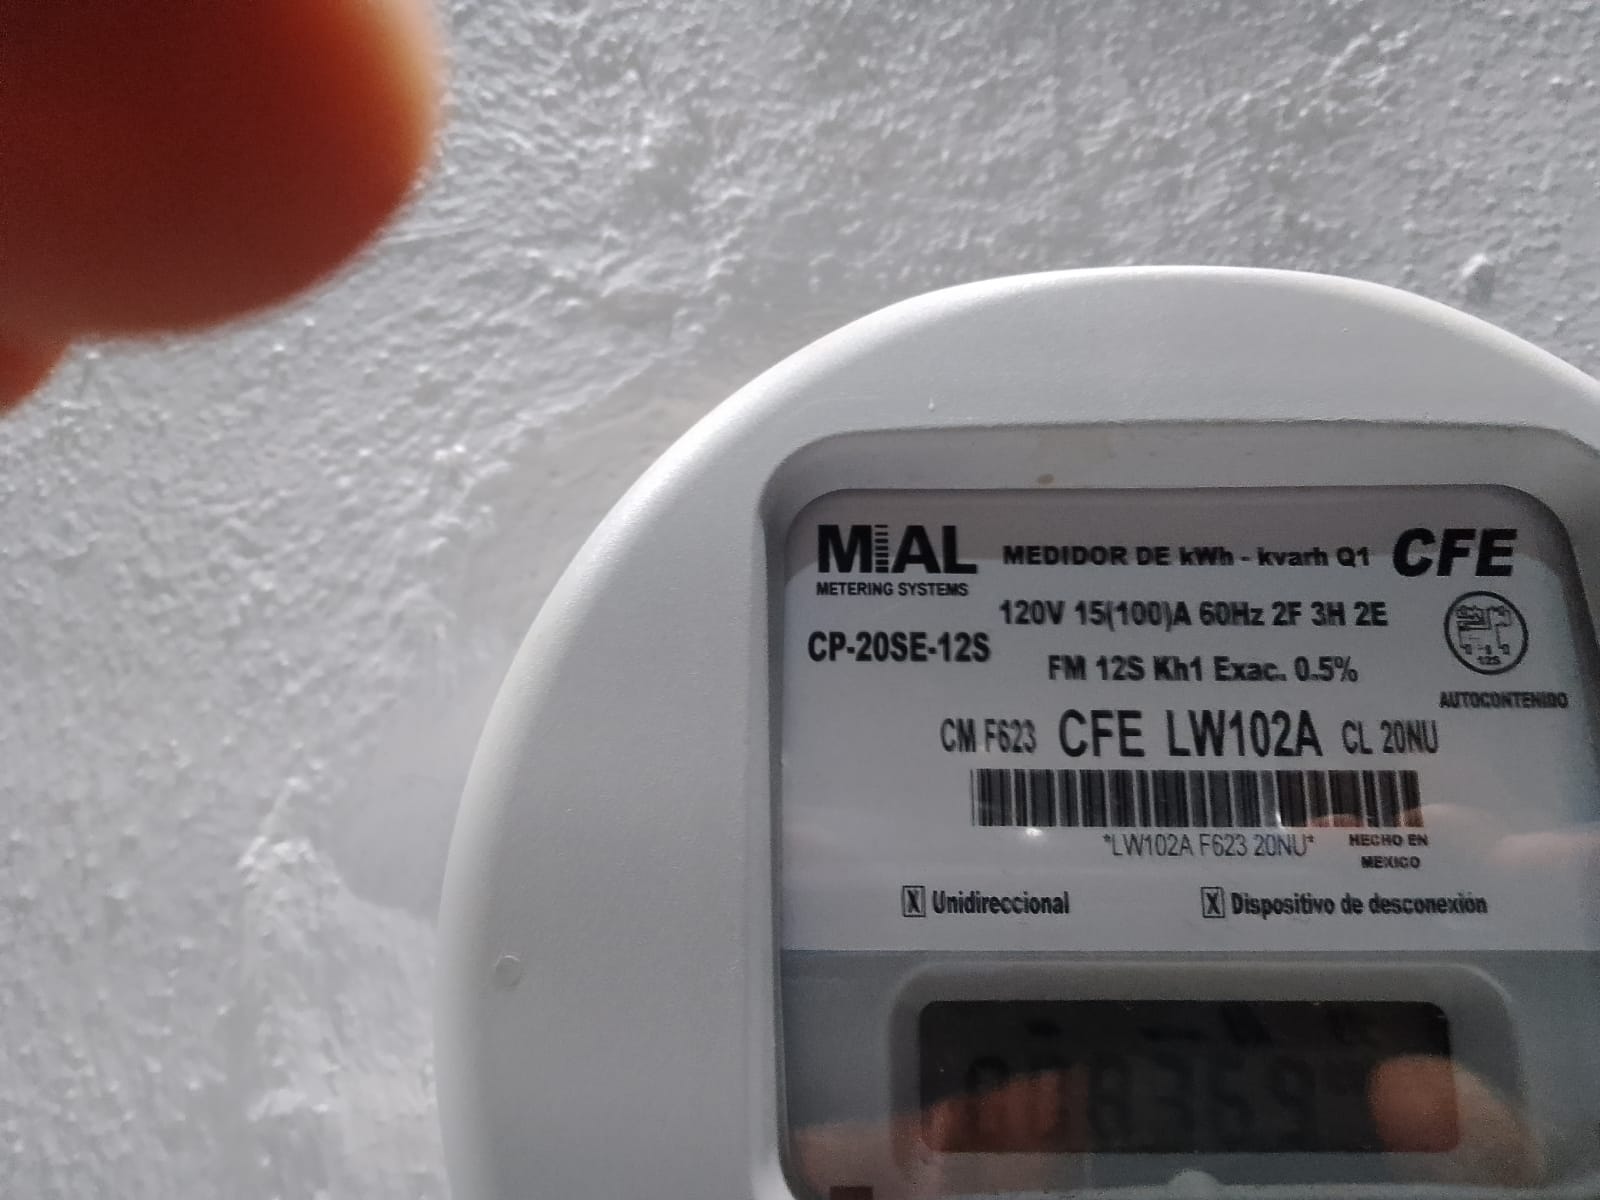 MIAL MEDIDOR DE kWh - kvarh Q1 CFE
METERING SYSTEMS
120V 15(100)A 60Hz 2F 3H 2E
CP-20SE-12S
FM 12S Kh1 Exac. 0.5%
12S
AUTOCONTENIDO
CM F623 CFE LW102A CL 20NU
*LW102A F623 20NU*
HECHO EN
MEXICO
X Unidireccional X Dispositivo de desconexión